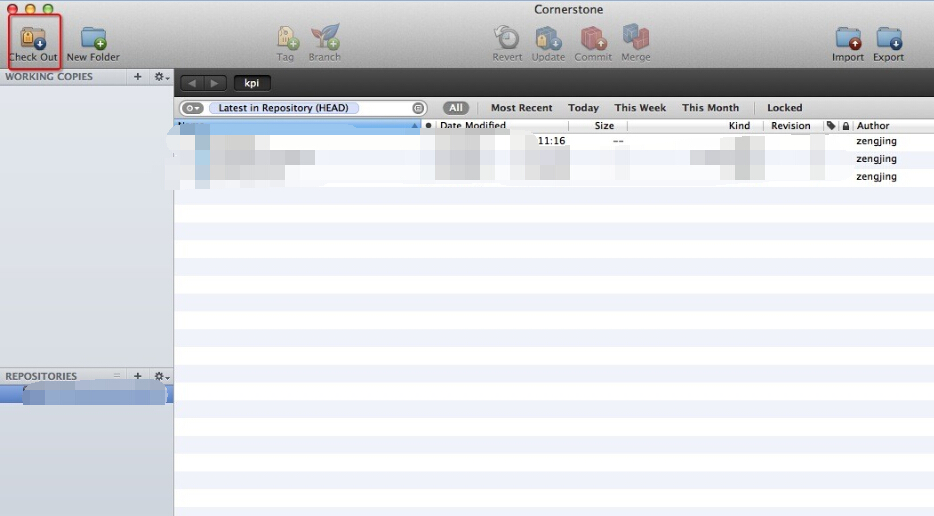 Cornerstone
Check Out New Folder Tag Branch Revert Update Commit Merge Import Export
WORKING COPIES
kpi
Latest in Repository (HEAD) All Most Recent Today This Week This Month Locked
Date Modified Size Kind Revision Author
11:16 -- zengjing
zengjing
zengjing
REPOSITORIES